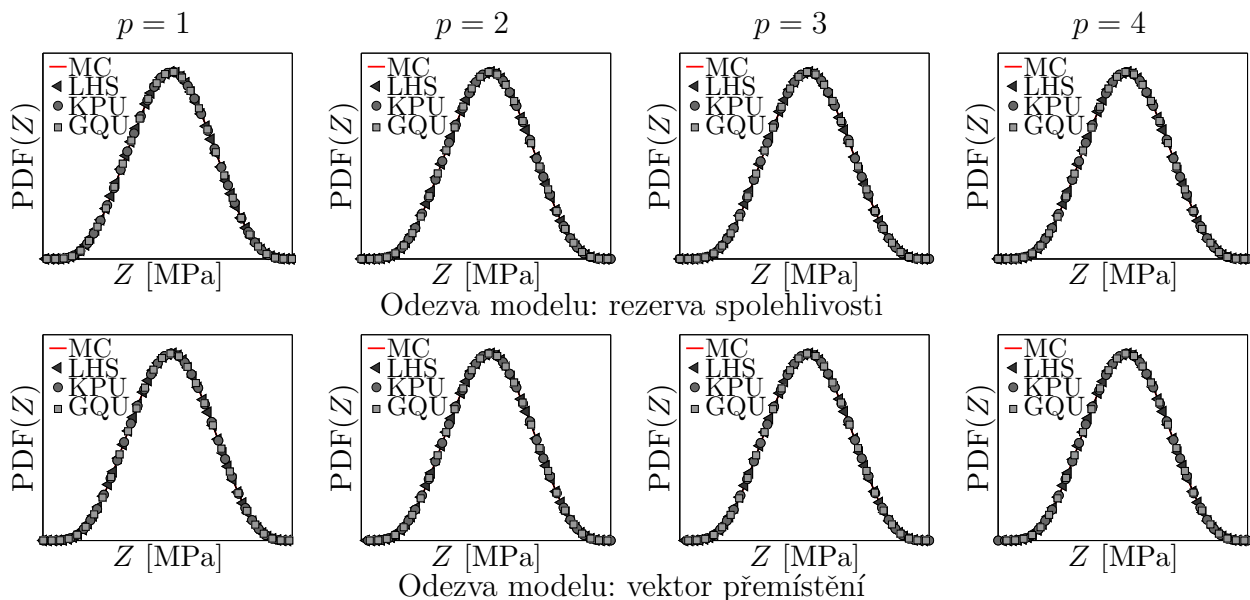 p = 1 p = 2 p = 3 p = 4
PDF(Z) MC LHS KPU GQU Z [MPa]
PDF(Z) MC LHS KPU GQU Z [MPa]
PDF(Z) MC LHS KPU GQU Z [MPa]
PDF(Z) MC LHS KPU GQU Z [MPa]
Odezva modelu: rezerva spolehlivosti
PDF(Z) MC LHS KPU GQU Z [MPa]
PDF(Z) MC LHS KPU GQU Z [MPa]
PDF(Z) MC LHS KPU GQU Z [MPa]
PDF(Z) MC LHS KPU GQU Z [MPa]
Odezva modelu: vektor přemístění